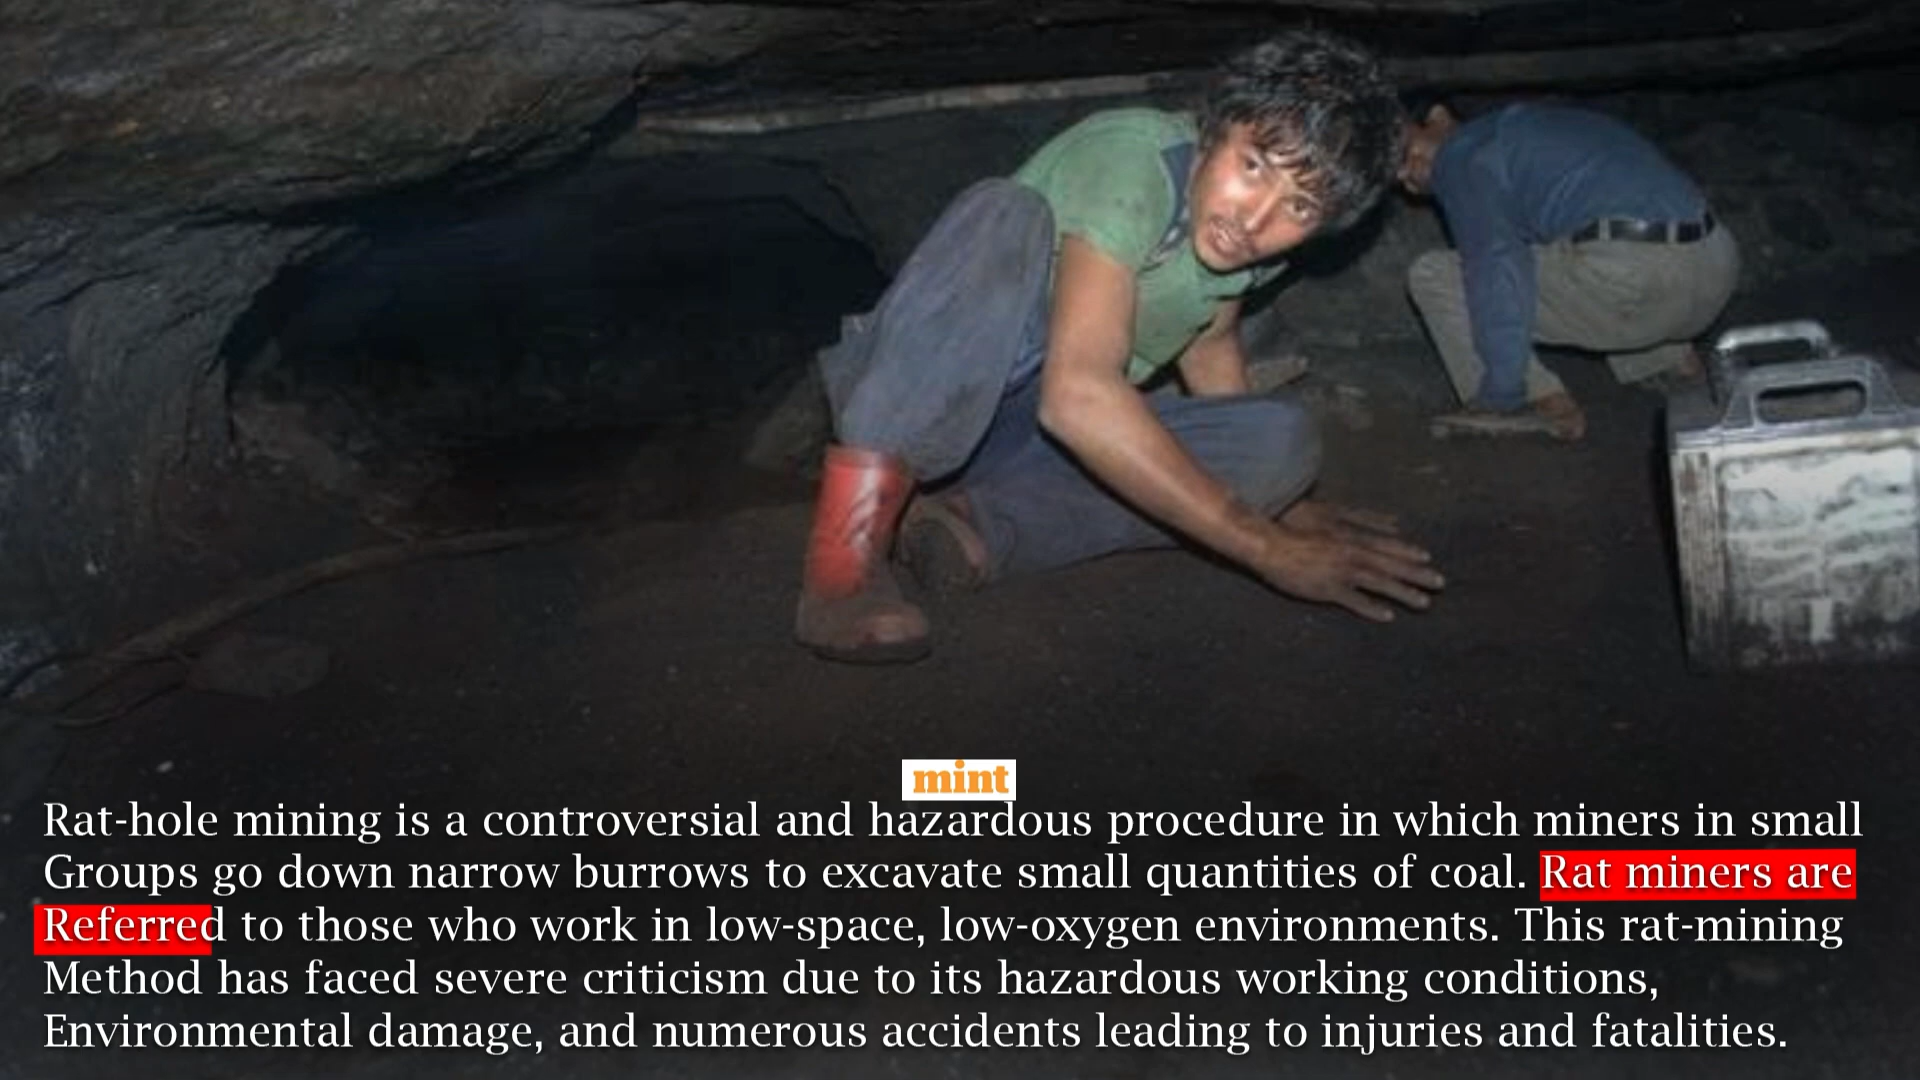 mint
Rat-hole mining is a controversial and hazardous procedure in which miners in small
Groups go down narrow burrows to excavate small quantities of coal. Rat miners are
Referred to those who work in low-space, low-oxygen environments. This rat-mining
Method has faced severe criticism due to its hazardous working conditions,
Environmental damage, and numerous accidents leading to injuries and fatalities.